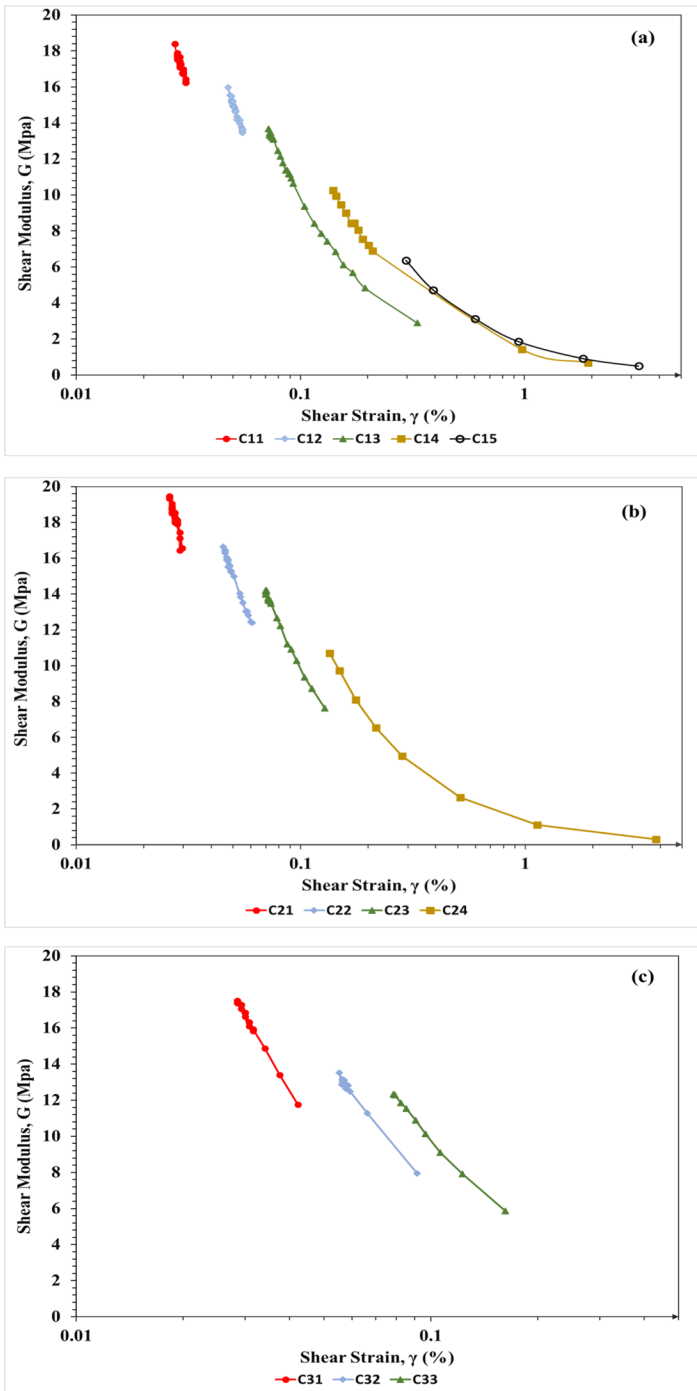 (a)
Shear Modulus, G (Mpa)
20
18
16
14
12
10
8
6
4
2
0
0.01
0.1
1
Shear Strain, γ (%)
C11
C12
C13
C14
C15
(b)
Shear Modulus, G (Mpa)
20
18
16
14
12
10
8
6
4
2
0
0.01
0.1
1
Shear Strain, γ (%)
C21
C22
C23
C24
(c)
Shear Modulus, G (Mpa)
20
18
16
14
12
10
8
6
4
2
0
0.01
0.1
Shear Strain, γ (%)
C31
C32
C33